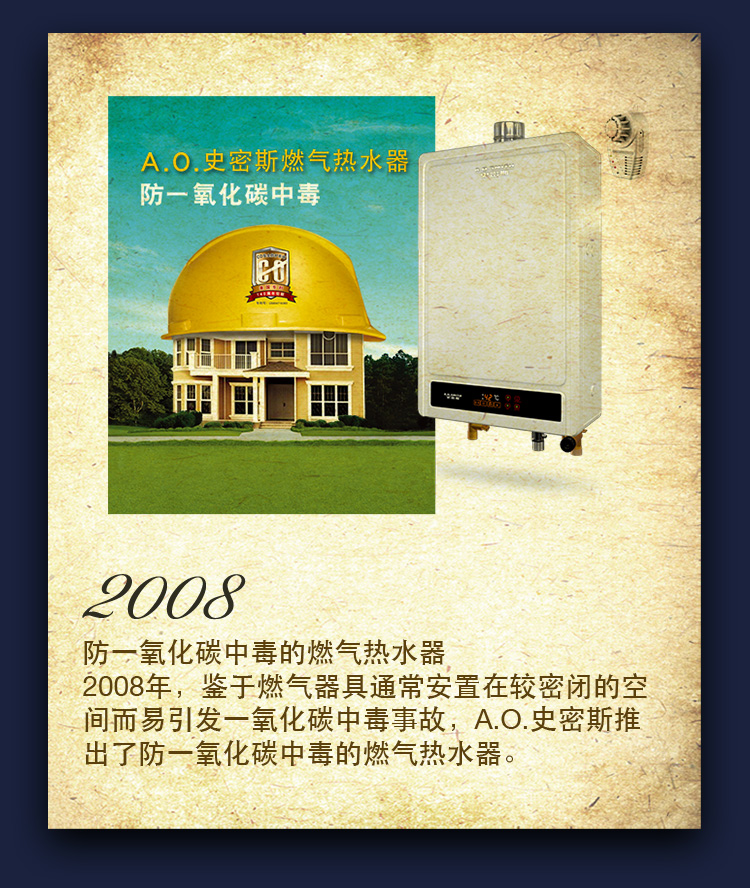 A.O.史密斯燃气热水器
防一氧化碳中毒
CO
2008
防一氧化碳中毒的燃气热水器
2008年，鉴于燃气器具通常安置在较密闭的空
间而易引发一氧化碳中毒事故，A.O.史密斯推
出了防一氧化碳中毒的燃气热水器。